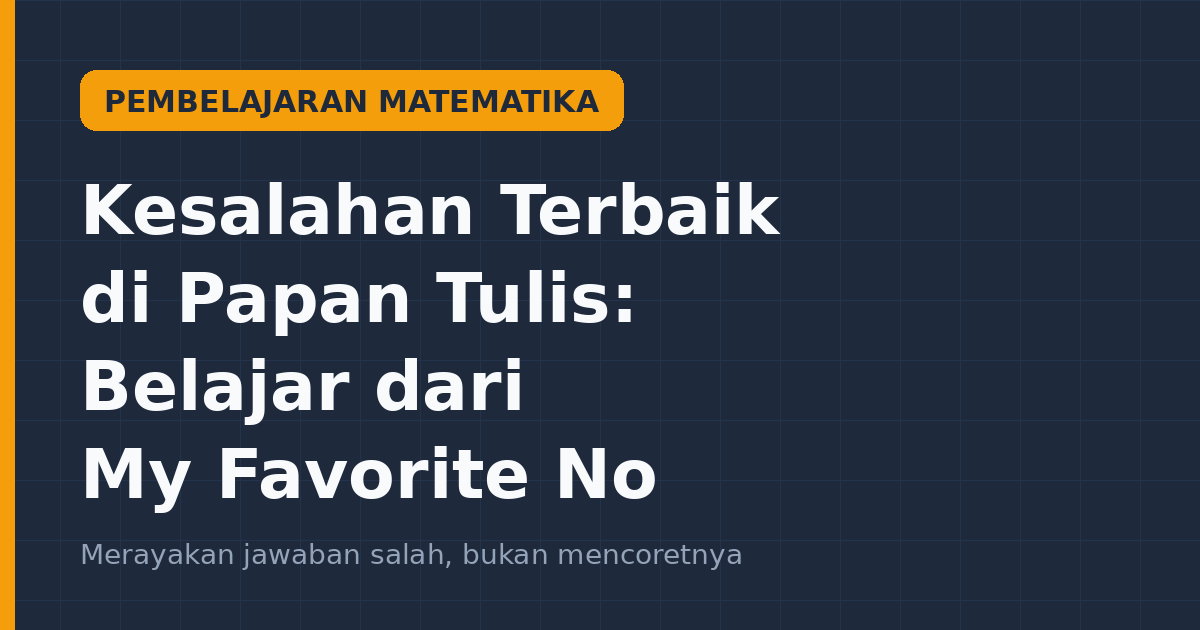 PEMBELAJARAN MATEMATIKA
Kesalahan Terbaik
di Papan Tulis:
Belajar dari
My Favorite No
Merayakan jawaban salah, bukan mencoretnya